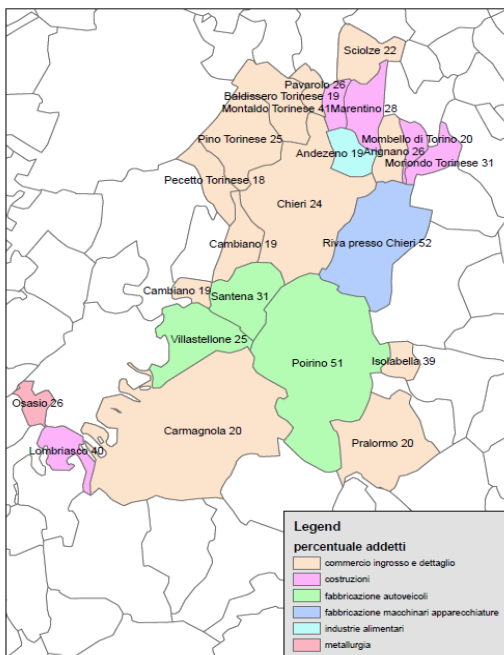 Sciolze 22
Pavarolo 26
Baldissero Torinese 19
Montaldo Torinese 41
Marentino 28
Pino Torinese 25
Mombello di Torino 20
Andezeno 19
Arignano 26
Moriondo Torinese 31
Pecetto Torinese 18
Chieri 24
Cambiano 19
Riva presso Chieri 52
Cambiano 19
Santena 31
Villastellone 25
Poirino 51
Isolabella 39
Osasio 26
Carmagnola 20
Lombriasco 40
Pralormo 20
Legend
percentuale addetti
commercio ingrosso e dettaglio
costruzioni
fabbricazione autoveicoli
fabbricazione macchinari apparecchiature
industrie alimentari
metallurgia